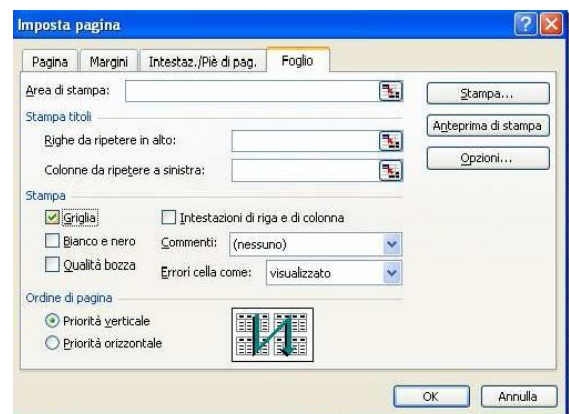 Imposta pagina
Pagina Margini Intestaz./Piè di pag. Foglio
Area di stampa:
Stampa...
Stampa titoli
Anteprima di stampa
Righe da ripetere in alto:
Opzioni...
Colonne da ripetere a sinistra:
Stampa
Griglia Intestazioni di riga e di colonna
Bianco e nero Commenti: (nessuno)
Qualità bozza Errori cella come: visualizzato
Ordine di pagina
Priorità verticale
Priorità orizzontale
OK Annulla